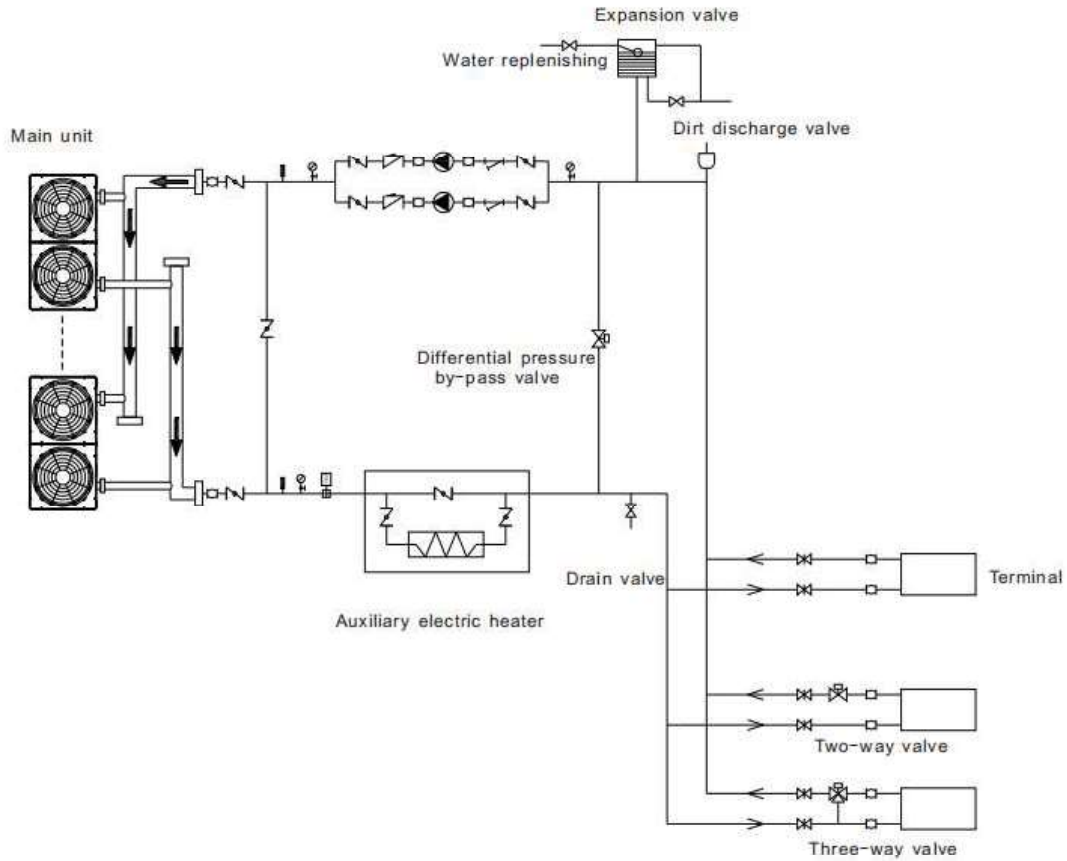 Expansion valve
Water replenishing
Dirt discharge valve
Main unit
Differential pressure
by-pass valve
Drain valve
Terminal
Auxiliary electric heater
Two-way valve
Three-way valve